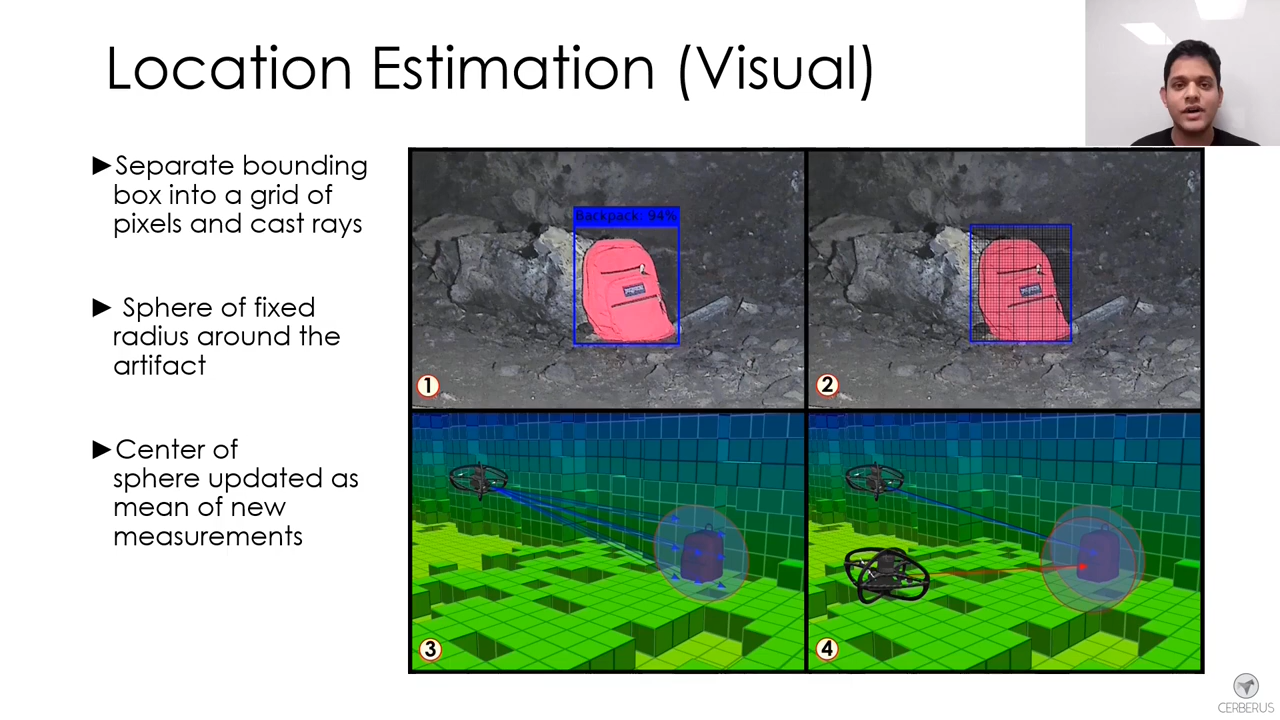 Location Estimation (Visual)
►Separate bounding
box into a grid of
pixels and cast rays
► Sphere of fixed
radius around the
artifact
►Center of
sphere updated as
mean of new
measurements
Backpack: 94%
1
2
3
4
CERBERUS